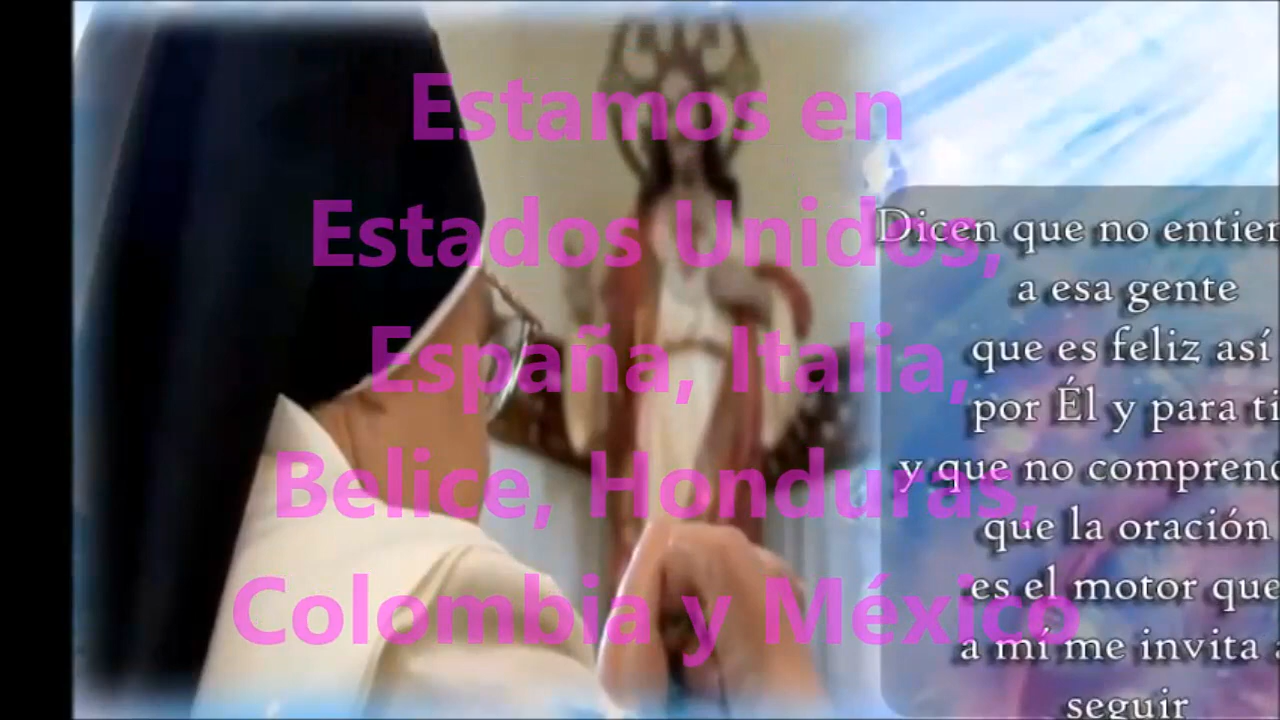 Estamos en
Estados Unidos,
España, Italia,
Belice, Honduras,
Colombia y México
Dicen que no
a esa gente
que es feliz así
por Él y para ti
y que no
que la oración
es el motor que
a mí me invita a
seguir